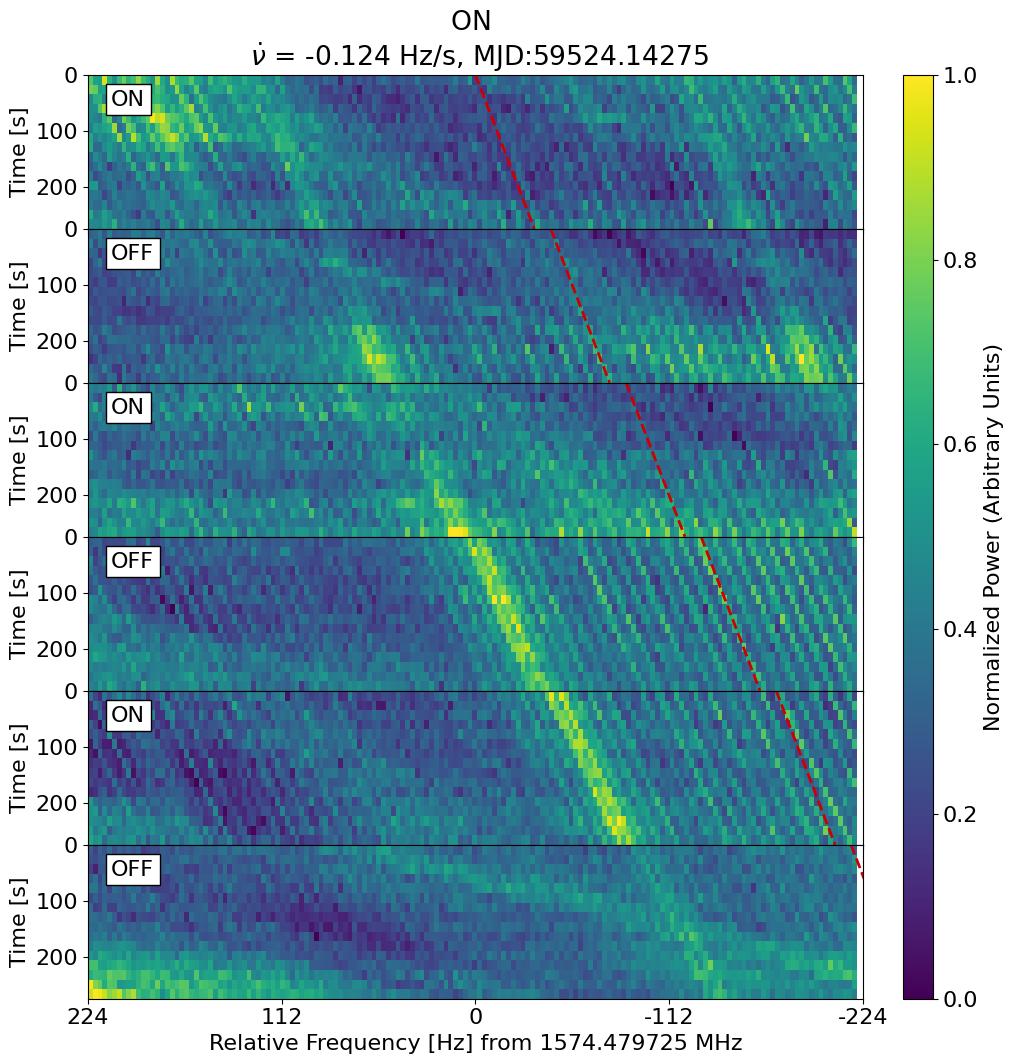 ON
ν̇ = -0.124 Hz/s, MJD:59524.14275
0
ON
100
Time [s]
200
0
OFF
100
Time [s]
200
0
ON
100
Time [s]
200
0
OFF
100
Time [s]
200
0
ON
100
Time [s]
200
0
OFF
100
Time [s]
200
224 112 0 -112 -224
Relative Frequency [Hz] from 1574.479725 MHz
1.0
0.8
0.6
0.4
0.2
0.0
Normalized Power (Arbitrary Units)